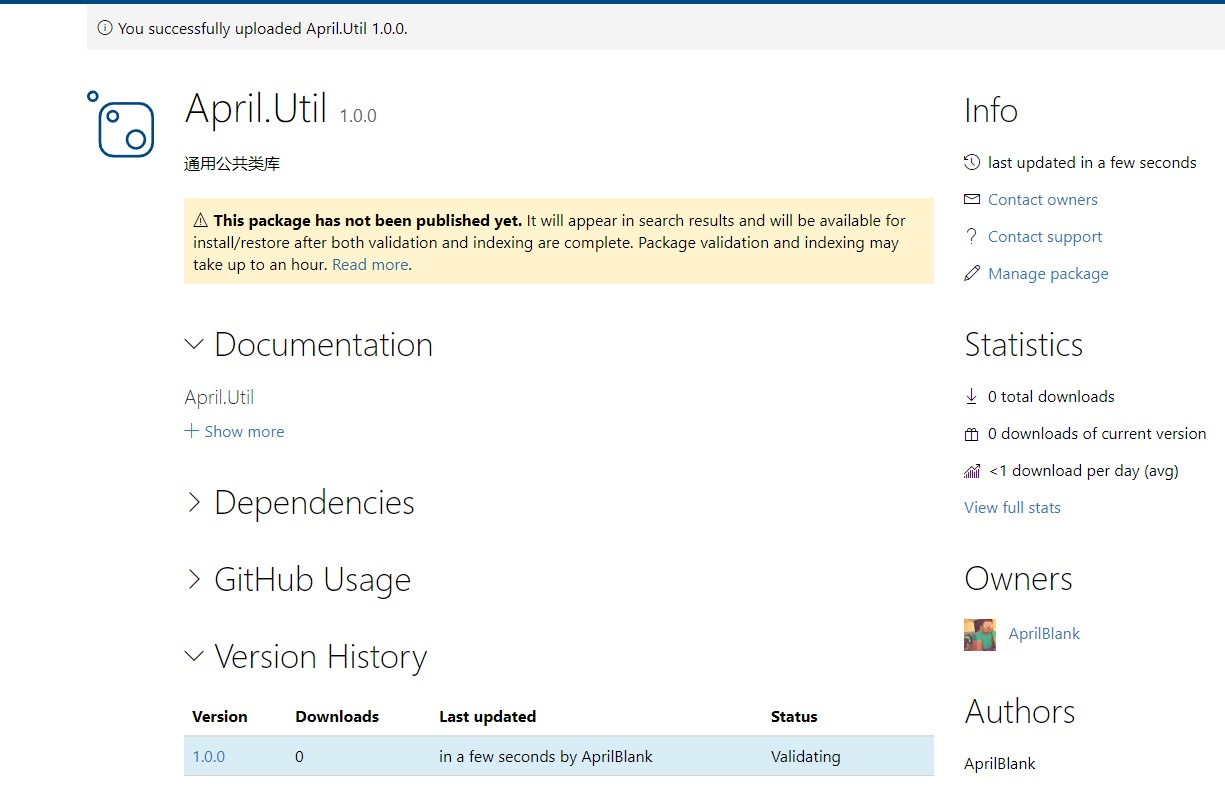 You successfully uploaded April.Util 1.0.0.
April.Util 1.0.0
通用公共类库
This package has not been published yet. It will appear in search results and will be available for
install/restore after both validation and indexing are complete. Package validation and indexing may
take up to an hour. Read more.
Documentation
April.Util
Show more
Dependencies
GitHub Usage
Version History
Version Downloads Last updated Status
1.0.0 0 in a few seconds by AprilBlank Validating
Info
last updated in a few seconds
Contact owners
Contact support
Manage package
Statistics
0 total downloads
0 downloads of current version
<1 download per day (avg)
View full stats
Owners
AprilBlank
Authors
AprilBlank